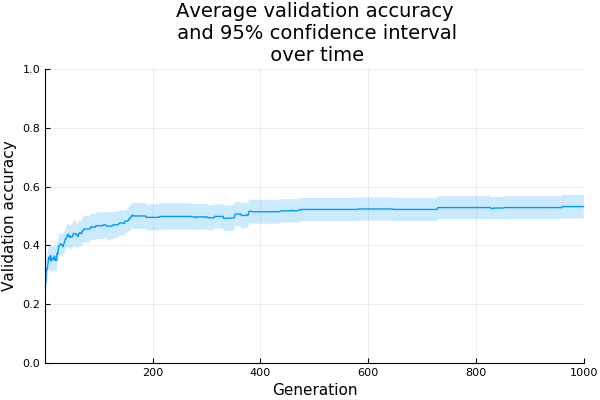 Average validation accuracy
and 95% confidence interval
over time
1.0
0.8
0.6
0.4
0.2
0.0
Validation accuracy
200
400
600
800
1000
Generation